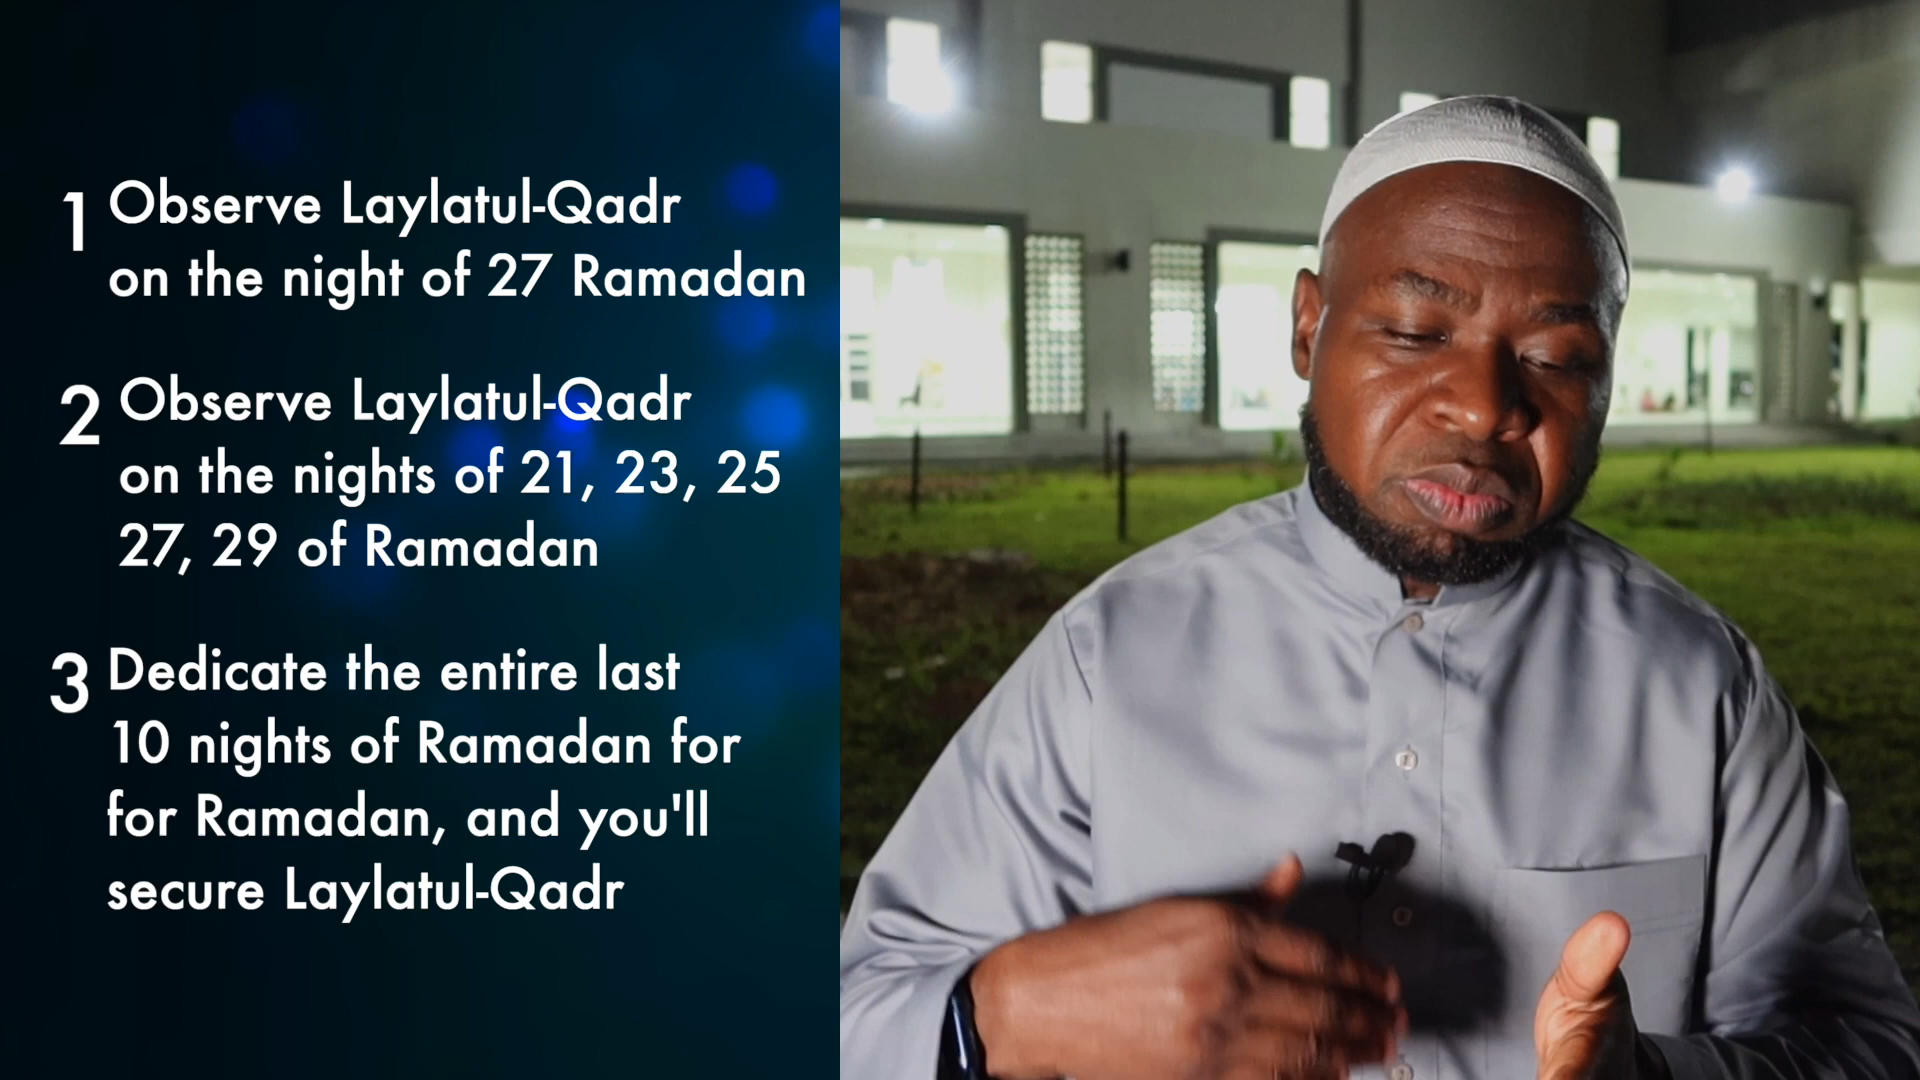 1 Observe Laylatul-Qadr
on the night of 27 Ramadan
2 Observe Laylatul-Qadr
on the nights of 21, 23, 25
27, 29 of Ramadan
3 Dedicate the entire last
10 nights of Ramadan for
for Ramadan, and you'll
secure Laylatul-Qadr